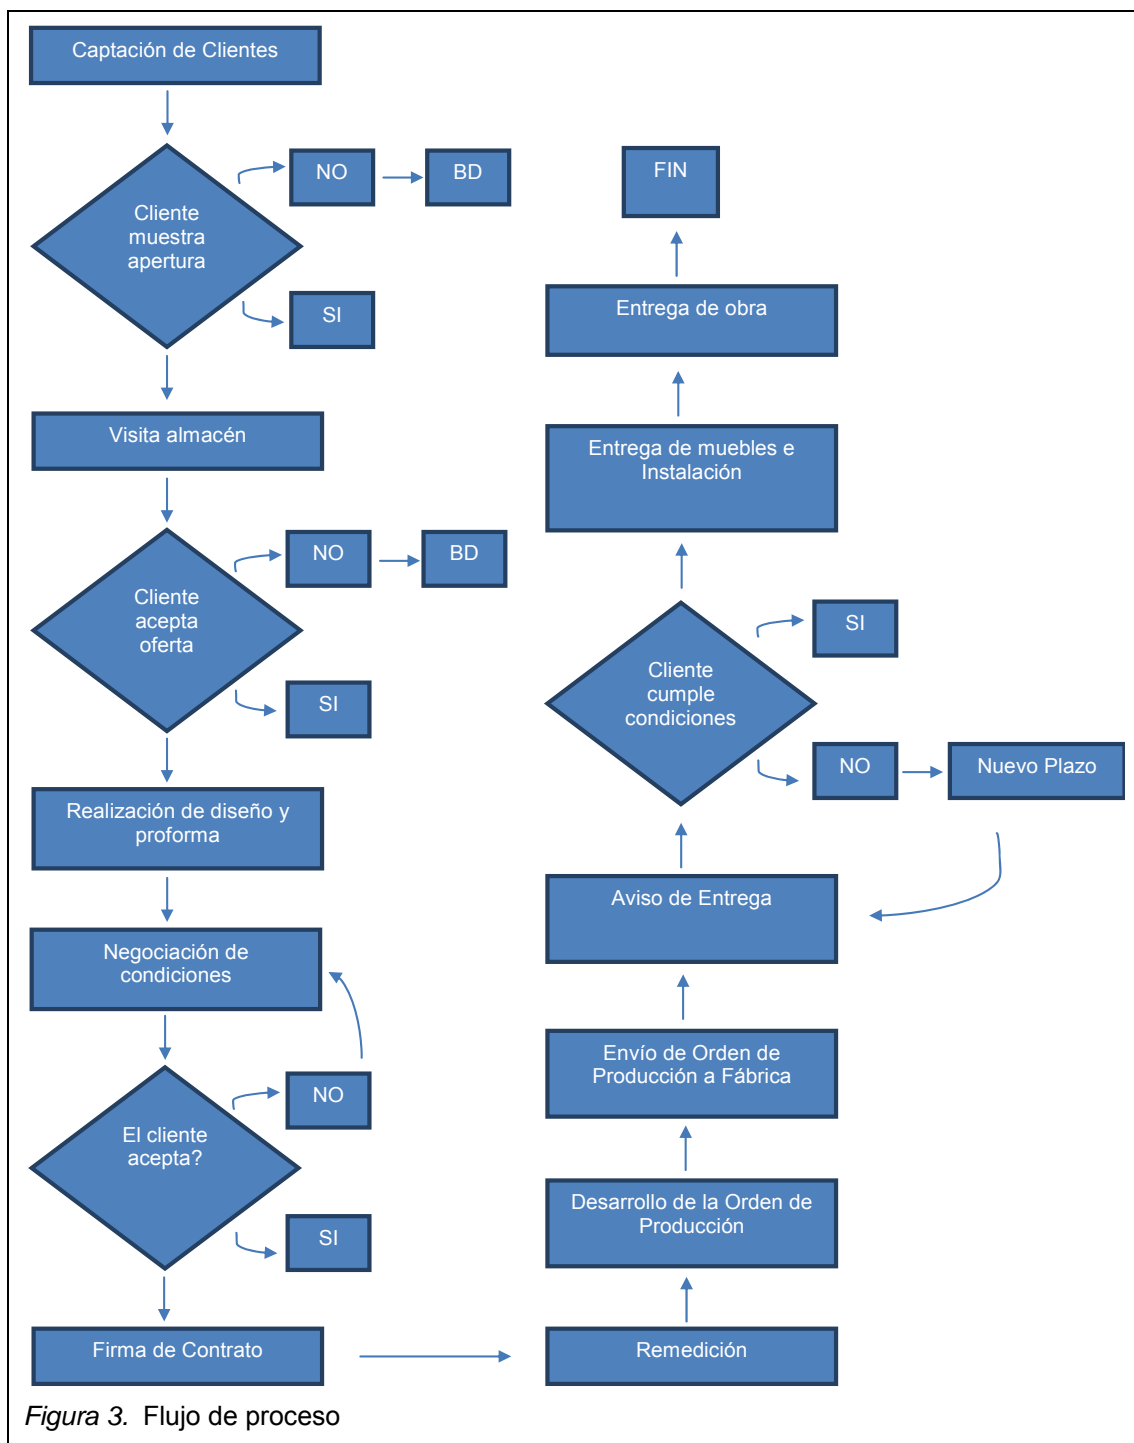 Captación de Clientes
NO
BD
Cliente
muestra
apertura
SI
Visita almacén
NO
BD
Cliente
acepta
oferta
SI
Realización de diseño y
proforma
Negociación de
condiciones
NO
El cliente
acepta?
SI
Firma de Contrato
Remedición
Desarrollo de la Orden de
Producción
Envío de Orden de
Producción a Fábrica
Aviso de Entrega
Cliente
cumple
condiciones
SI
NO
Nuevo Plazo
Entrega de muebles e
Instalación
Entrega de obra
FIN
Figura 3. Flujo de proceso